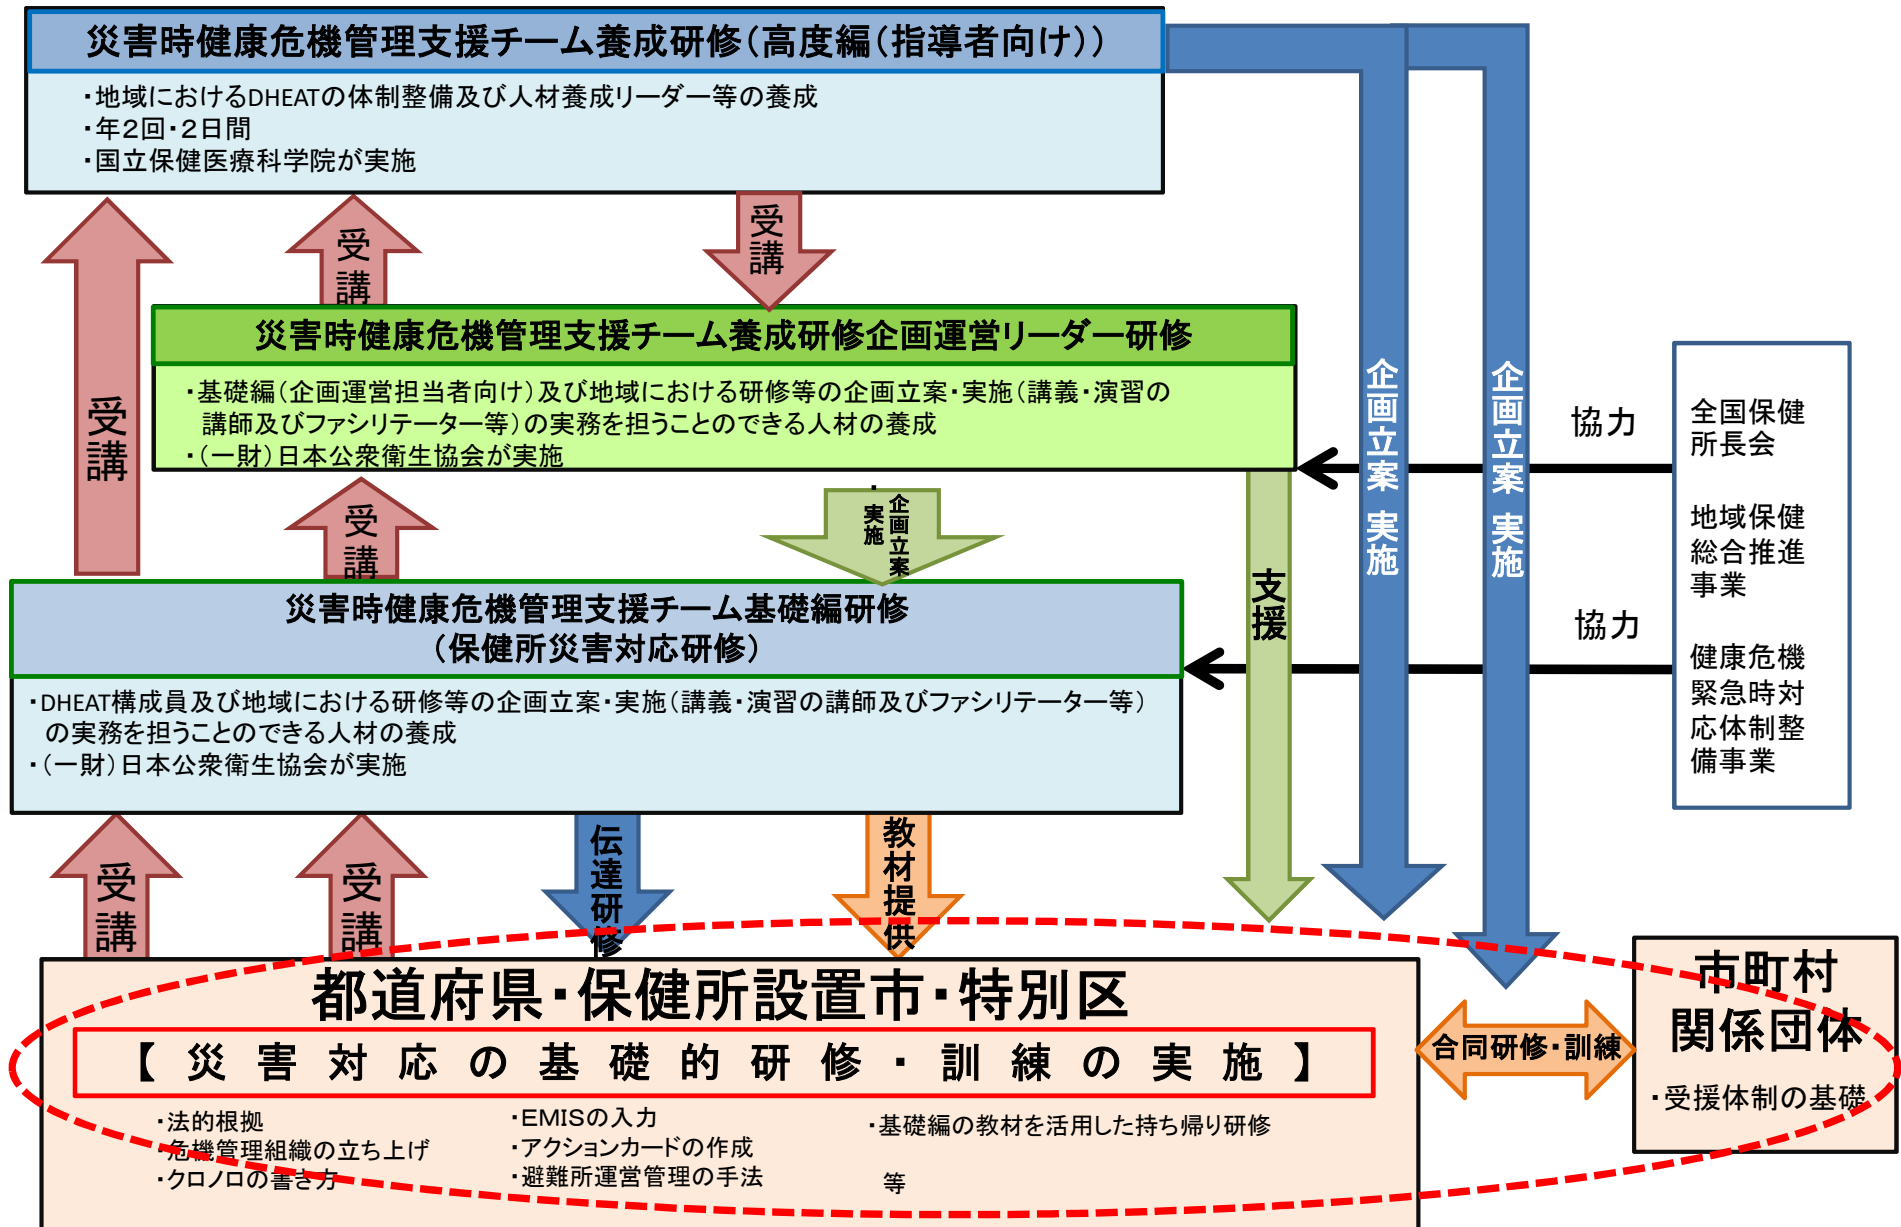 災害時健康危機管理支援チーム養成研修(高度編(指導者向け))
・地域におけるDHEATの体制整備及び人材養成リーダー等の養成
・年2回・2日間
・国立保健医療科学院が実施
受講
受講
受講
災害時健康危機管理支援チーム養成研修企画運営リーダー研修
・基礎編(企画運営担当者向け)及び地域における研修等の企画立案・実施(講義・演習の
講師及びファシリテーター等)の実務を担うことのできる人材の養成
・(一財)日本公衆衛生協会が実施
受講
企画立案
・実施
支援
企画立案 実施
企画立案 実施
協力
協力
全国保健
所長会
地域保健
総合推進
事業
健康危機
緊急時対
応体制整
備事業
災害時健康危機管理支援チーム基礎編研修
(保健所災害対応研修)
・DHEAT構成員及び地域における研修等の企画立案・実施(講義・演習の講師及びファシリテーター等)
の実務を担うことのできる人材の養成
・(一財)日本公衆衛生協会が実施
受講
受講
伝達研修
教材提供
都道府県・保健所設置市・特別区
【災害対応の基礎的研修・訓練の実施】
・法的根拠
・危機管理組織の立ち上げ
・クロノロの書き方
・EMISの入力
・アクションカードの作成
・避難所運営管理の手法
・基礎編の教材を活用した持ち帰り研修
等
合同研修・訓練
市町村
関係団体
・受援体制の基礎